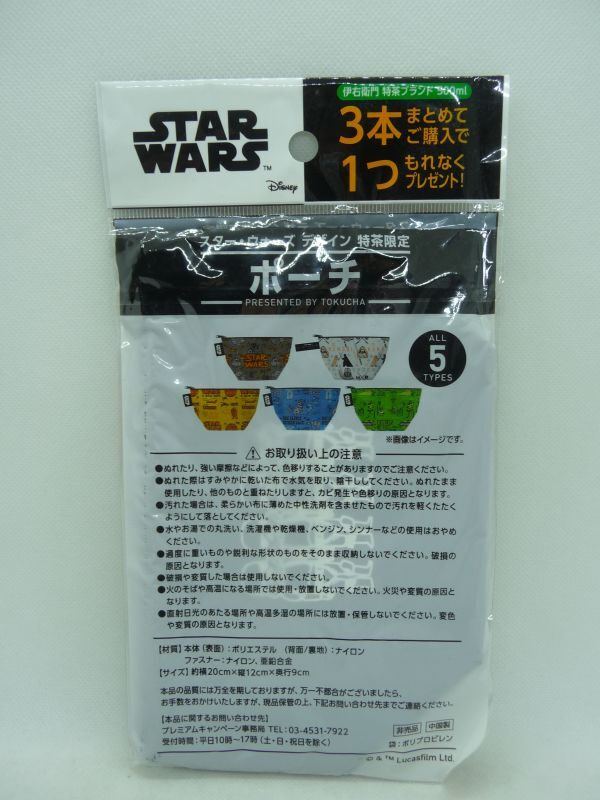 STAR
WARS™
Disney
伊右衛門 特茶ブランド 500ml
3本まとめてご購入で
1つもれなくプレゼント!
スター・ウォーズ デザイン 特茶限定
ポーチ
PRESENTED BY TOKUCHA
STAR
WARS
ALL
5
TYPES
※画像はイメージです。
お取り扱い上の注意
●ぬれたり、強い摩擦などによって、色移りすることがありますのでご注意ください。
●ぬれた際はすみやかに乾いた布で水気を取り、陰干ししてください。ぬれたまま
使用したり、他のものと重ねたりしますと、カビ発生や色移りの原因となります。
●汚れた場合は、柔らかい布に薄めた中性洗剤を含ませたもので汚れを軽くたたく
ようにして落としてください。
●水やお湯での丸洗い、洗濯機や乾燥機、ベンジン、シンナーなどの使用はおやめ
ください。
●過度に重いものや鋭利な形状のものをそのまま収納しないでください。破損の
原因となります。
●破損や変質した場合は使用しないでください。
●火のそばや高温になる場所では使用・放置しないでください。火災や変質の原因と
なります。
●直射日光のあたる場所や高温多湿の場所には放置・保管しないでください。変色
や変質の原因となります。
【材質】本体（表面）：ポリエステル （背面/裏地）：ナイロン
ファスナー：ナイロン、亜鉛合金
【サイズ】約横20cm×縦12cm×奥行9cm
本品の品質には万全を期しておりますが、万一不都合がございましたら、
お手数をおかけいたしますが、現品保管の上、下記お問い合わせ先までご連絡ください。
【本品に関するお問い合わせ先】
プレミアムキャンペーン事務局 TEL：03-4531-7922
受付時間：平日10時〜17時（土・日・祝日を除く）
非売品 中国製
袋：ポリプロピレン
© & ™ Lucasfilm Ltd.